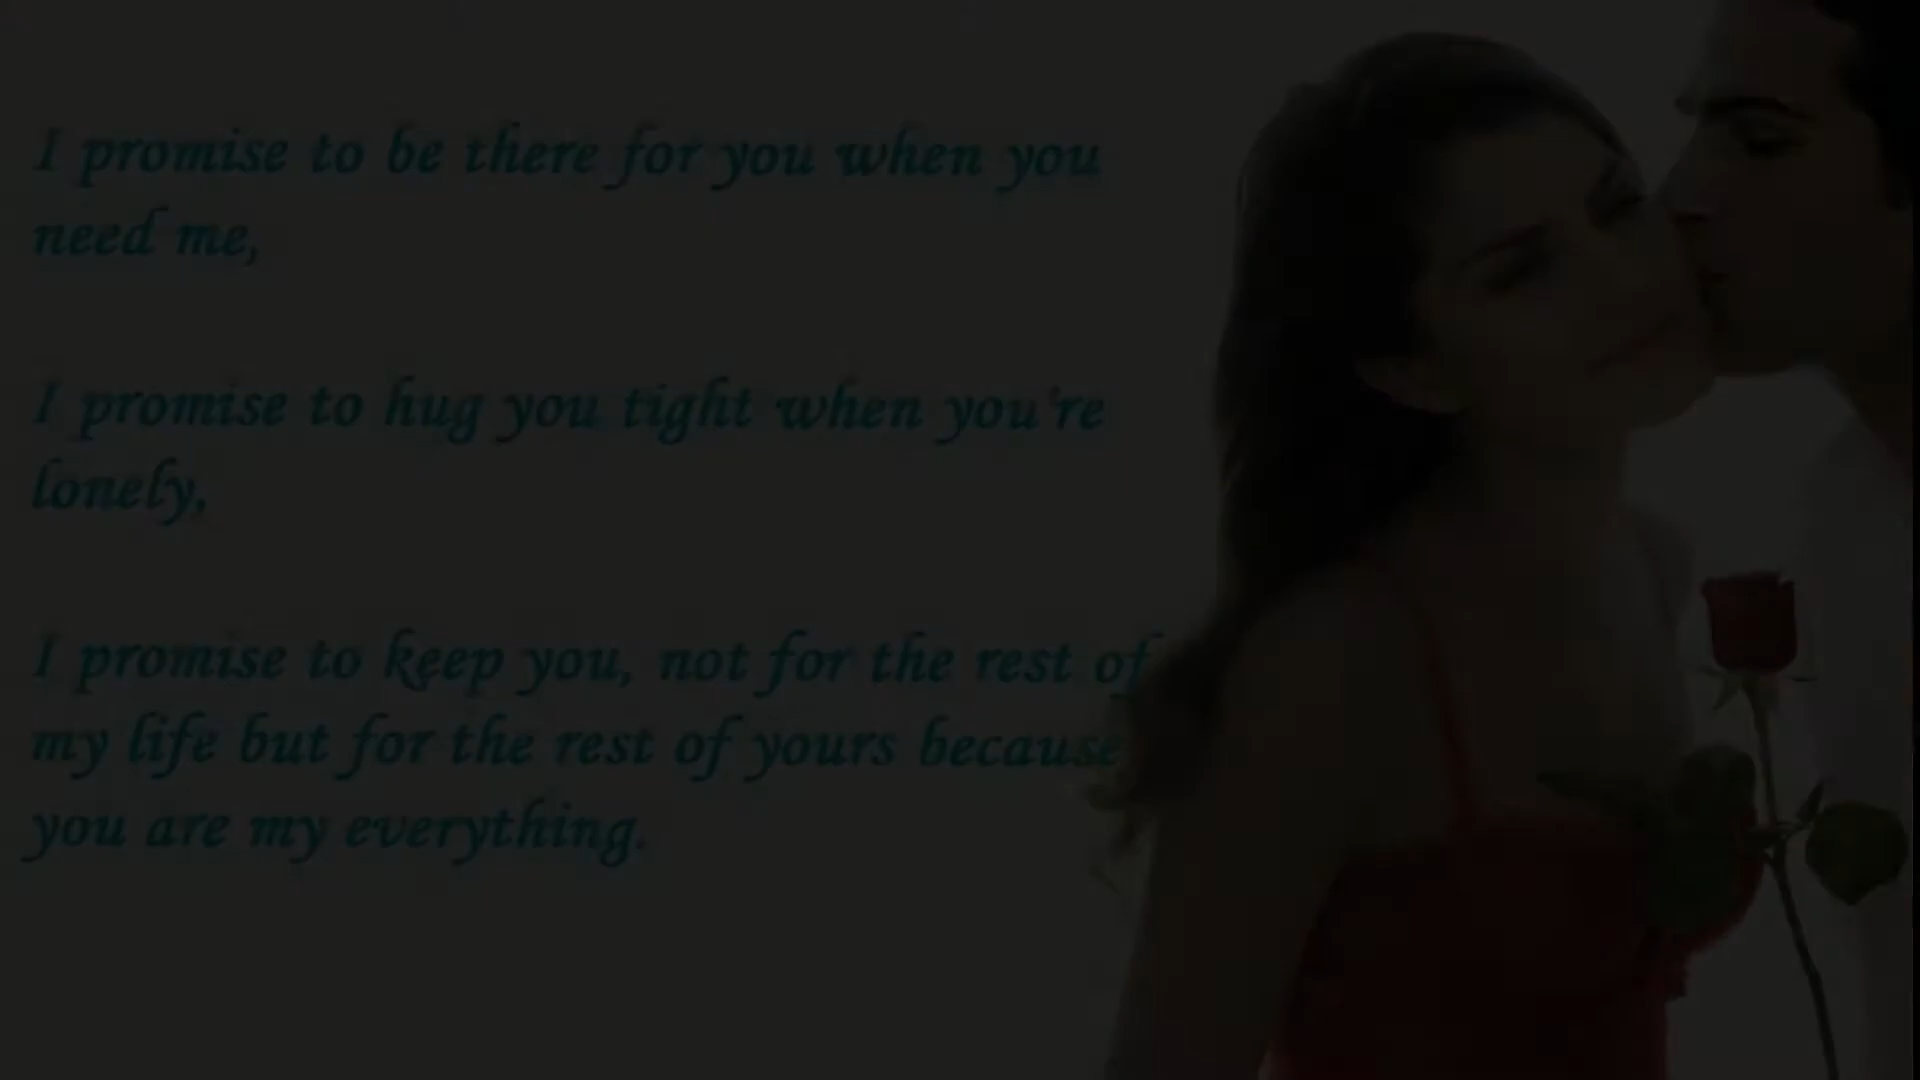 I promise to be there for you when you
need me,
I promise to hug you tight when you're
lonely,
I promise to keep you, not for the rest of
my life but for the rest of yours because
you are my everything.